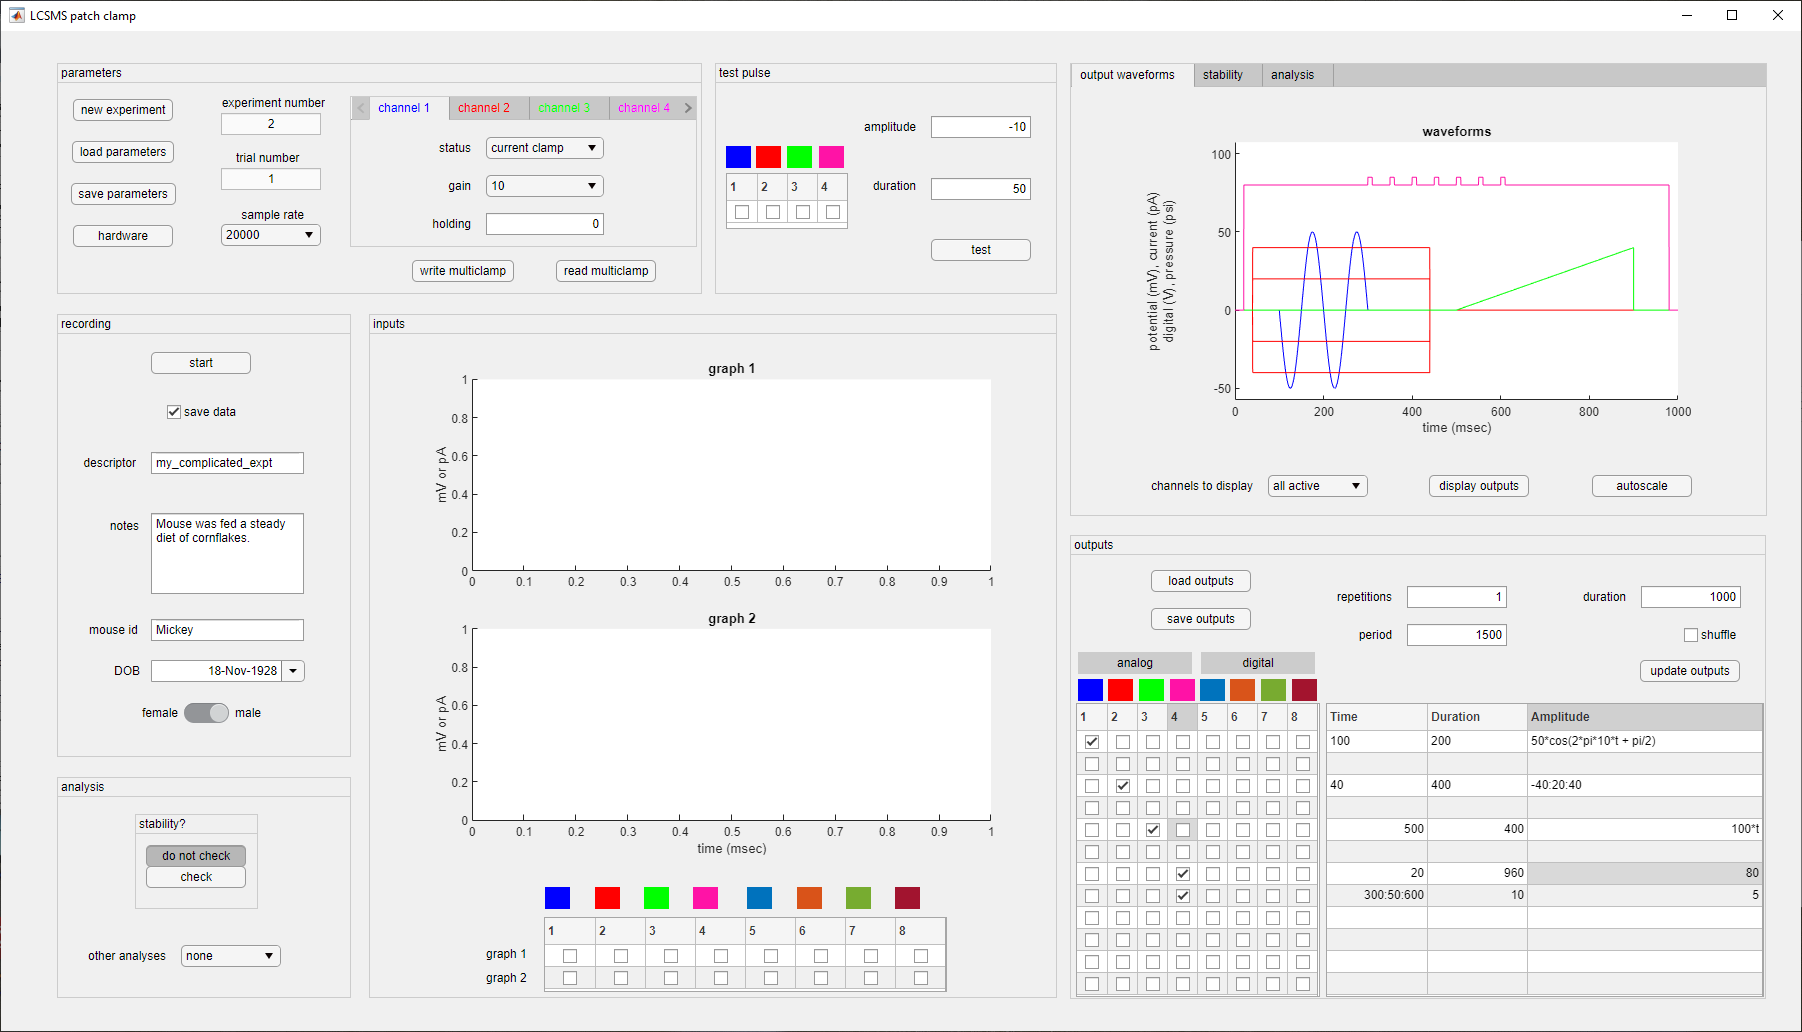 LCSMS patch clamp
parameters
new experiment
load parameters
save parameters
hardware
experiment number
2
trial number
1
sample rate
20000
channel 1 channel 2 channel 3 channel 4
status current clamp
gain 10
holding 0
write multiclamp read multiclamp
test pulse
1 2 3 4
amplitude -10
duration 50
test
output waveforms stability analysis
waveforms
potential (mV), current (pA)
digital (V), pressure (psi)
100
50
0
-50
0 200 400 600 800 1000
time (msec)
channels to display all active display outputs autoscale
recording
start
save data
descriptor my_complicated_expt
notes Mouse was fed a steady
diet of cornflakes.
mouse id Mickey
DOB 18-Nov-1928
female male
analysis
stability?
do not check
check
other analyses none
inputs
graph 1
mV or pA
1
0.8
0.6
0.4
0.2
0
0 0.1 0.2 0.3 0.4 0.5 0.6 0.7 0.8 0.9 1
graph 2
mV or pA
1
0.8
0.6
0.4
0.2
0
0 0.1 0.2 0.3 0.4 0.5 0.6 0.7 0.8 0.9 1
time (msec)
1 2 3 4 5 6 7 8
graph 1
graph 2
outputs
load outputs
save outputs
repetitions 1
period 1500
duration 1000
shuffle
update outputs
analog digital
1 2 3 4 5 6 7 8
Time Duration Amplitude
100 200 50*cos(2*pi*10*t + pi/2)
40 400 -40:20:40
500 400 100*t
20 960 80
300:50:600 10 5